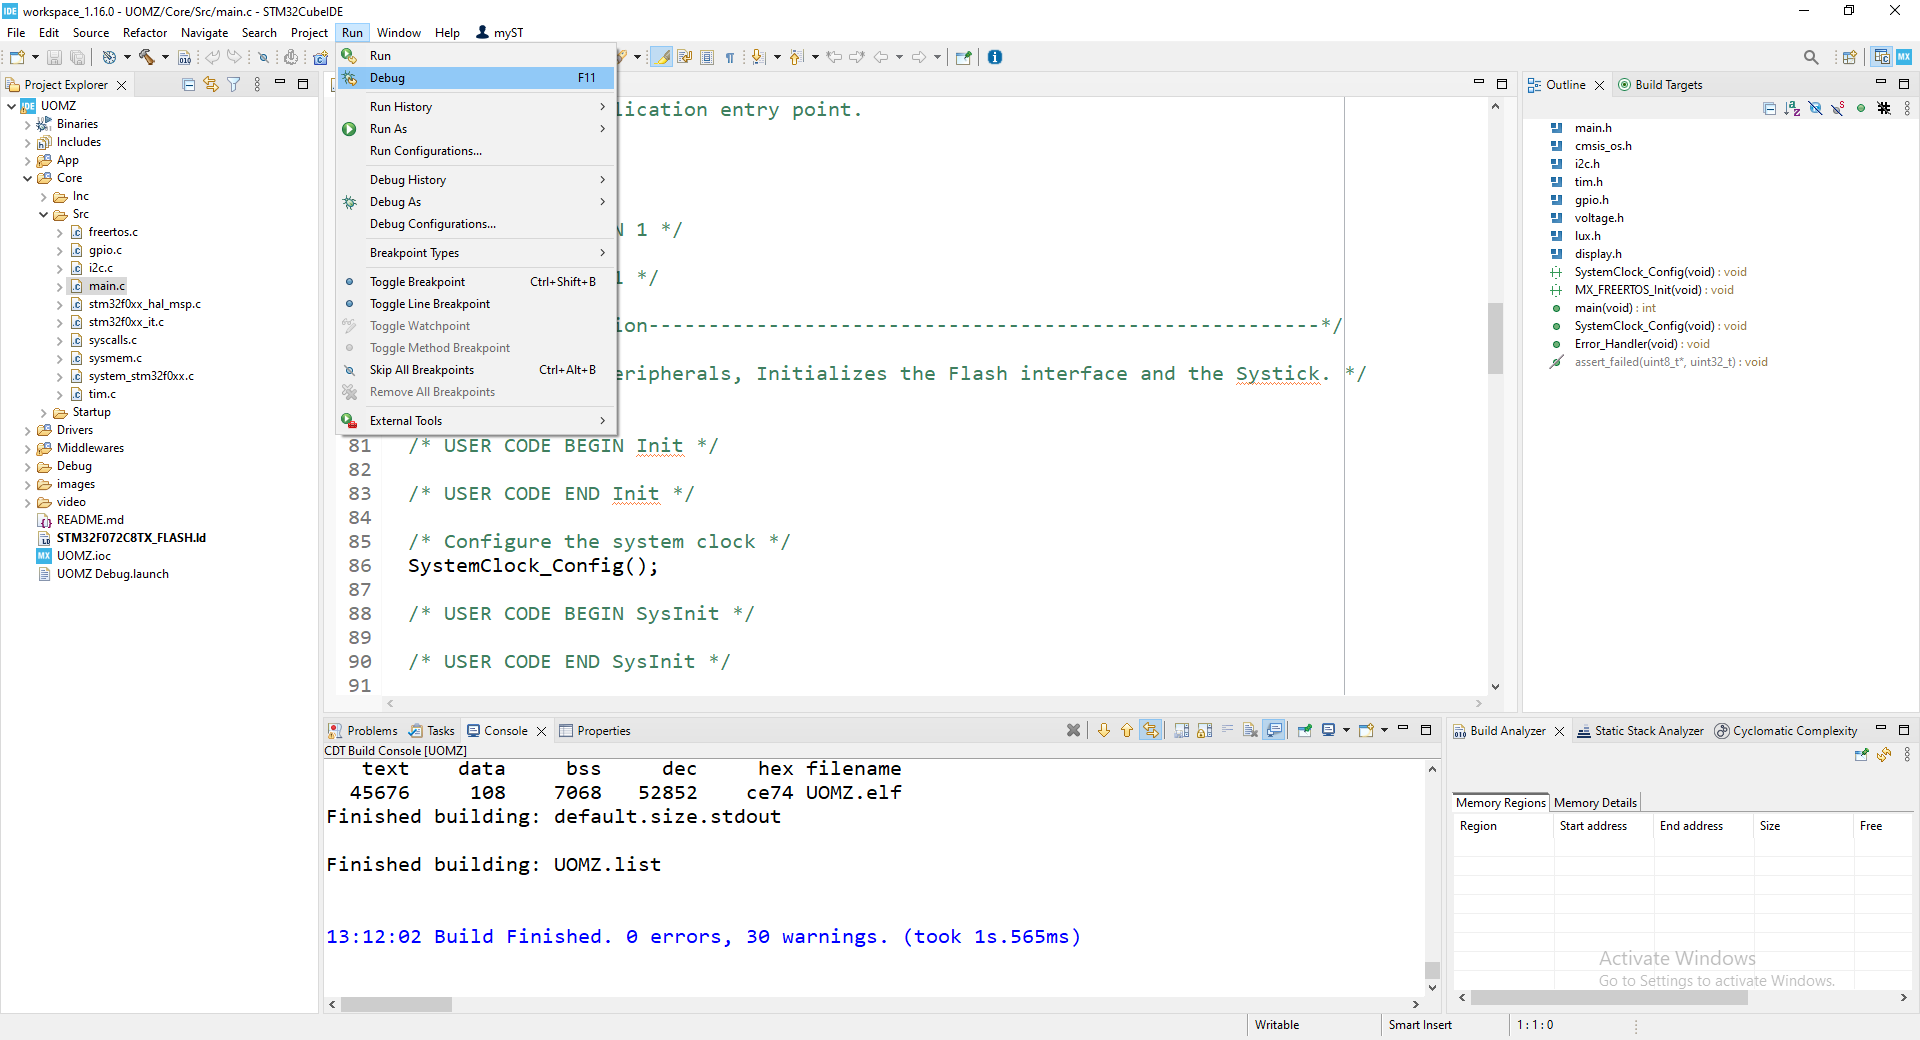 workspace_1.16.0 - UOMZ/Core/Src/main.c - STM32CubeIDE
File Edit Source Refactor Navigate Search Project Run Window Help myST
Project Explorer
UOMZ
Binaries
Includes
App
Core
Inc
Src
freertos.c
gpio.c
i2c.c
main.c
stm32f0xx_hal_msp.c
stm32f0xx_it.c
syscalls.c
sysmem.c
system_stm32f0xx.c
tim.c
Startup
Drivers
Middlewares
Debug
images
video
README.md
STM32F072C8TX_FLASH.ld
UOMZ.ioc
UOMZ Debug.launch
Run
Debug F11
Run History
Run As
Run Configurations...
Debug History
Debug As
Debug Configurations...
Breakpoint Types
Toggle Breakpoint Ctrl+Shift+B
Toggle Line Breakpoint
Toggle Watchpoint
Toggle Method Breakpoint
Skip All Breakpoints Ctrl+Alt+B
Remove All Breakpoints
External Tools
lication entry point.
N 1 */
1 */
ion--------------------------------------------------------*/
eripherals, Initializes the Flash interface and the Systick. */
81 /* USER CODE BEGIN Init */
82
83 /* USER CODE END Init */
84
85 /* Configure the system clock */
86 SystemClock_Config();
87
88 /* USER CODE BEGIN SysInit */
89
90 /* USER CODE END SysInit */
91
Outline Build Targets
main.h
cmsis_os.h
i2c.h
tim.h
gpio.h
voltage.h
lux.h
display.h
SystemClock_Config(void) : void
MX_FREERTOS_Init(void) : void
main(void) : int
SystemClock_Config(void) : void
Error_Handler(void) : void
assert_failed(uint8_t*, uint32_t) : void
Problems Tasks Console Properties
CDT Build Console [UOMZ]
text data bss dec hex filename
45676 108 7068 52852 ce74 UOMZ.elf
Finished building: default.size.stdout
Finished building: UOMZ.list
13:12:02 Build Finished. 0 errors, 30 warnings. (took 1s.565ms)
Build Analyzer Static Stack Analyzer Cyclomatic Complexity
Memory Regions Memory Details
Region Start address End address Size Free
Activate Windows
Go to Settings to activate Windows.
Writable Smart Insert 1 : 1 : 0